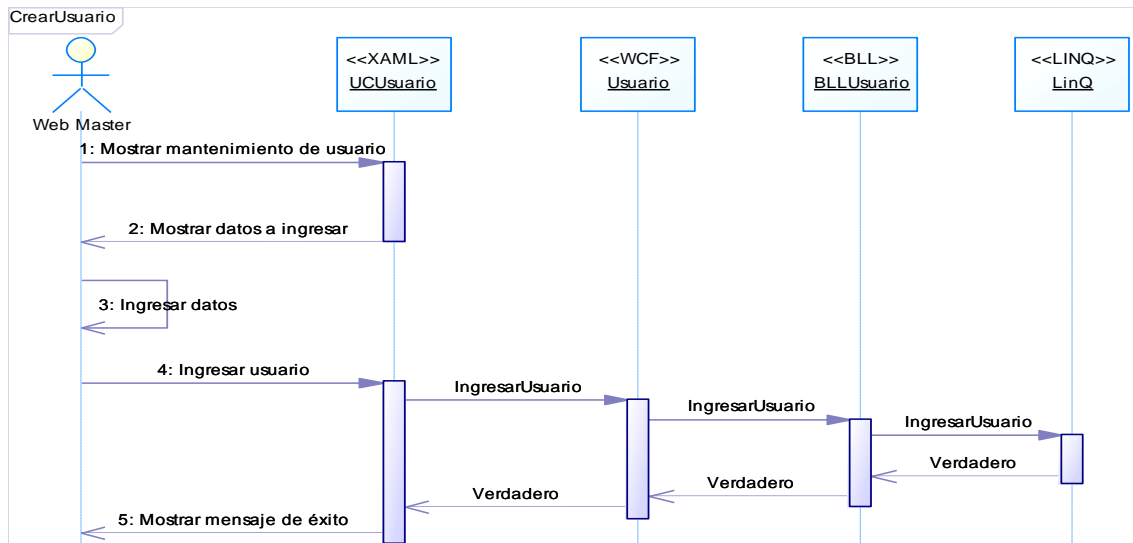 CrearUsuario
<<XAML>>
UCUsuario
<<WCF>>
Usuario
<<BLL>>
BLLUsuario
<<LINQ>>
LinQ
Web Master
1: Mostrar mantenimiento de usuario
2: Mostrar datos a ingresar
3: Ingresar datos
4: Ingresar usuario
IngresarUsuario
IngresarUsuario
IngresarUsuario
Verdadero
Verdadero
Verdadero
5: Mostrar mensaje de éxito